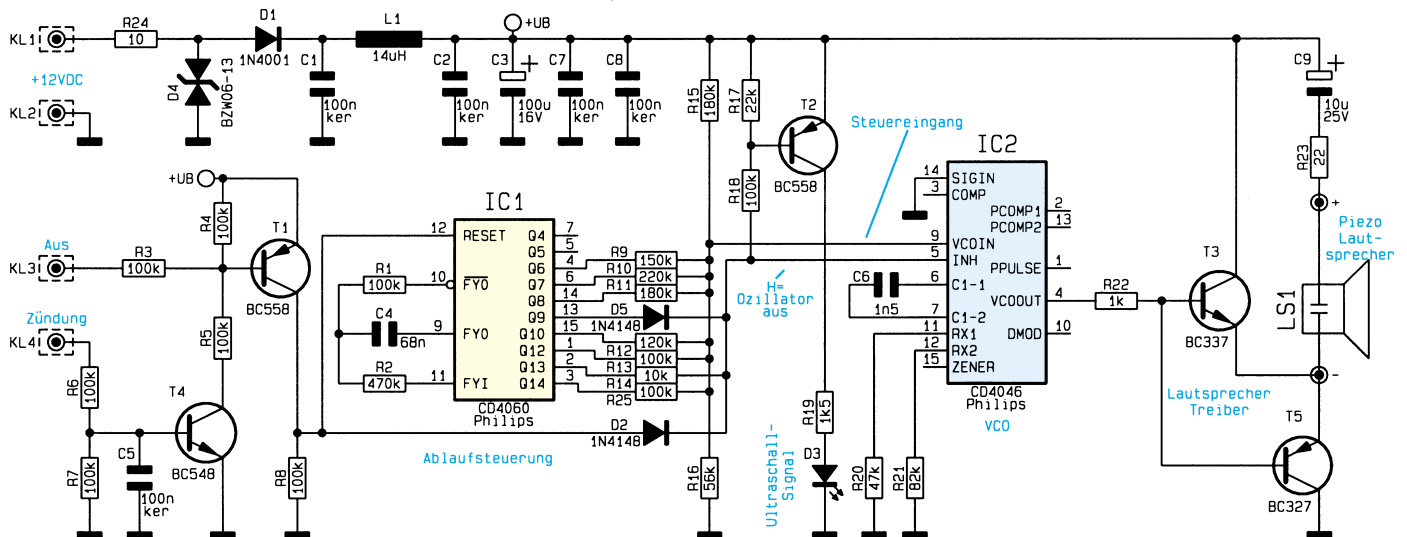 KL1
R24
10
D1
1N4001
L1
14uH
+UB
+12VDC
KL2
D4
BZW06-13
C1
100n
ker
C2
100n
ker
C3
+
100u
16V
C7
100n
ker
C8
100n
ker
R15
180k
R17
22k
R18
100k
T2
BC558
Steuereingang
C9
+
10u
25V
R23
22
+
Piezo
Laut-
sprecher
LS1
-
+UB
R4
100k
T1
BC558
Aus
KL3
R3
100k
Zündung
KL4
R5
100k
R6
100k
R7
100k
T4
BC548
C5
100n
ker
R8
100k
IC1
12
RESET
10
FY0
9
FY0
11
FYI
Q4
7
Q5
5
Q6
4
Q7
6
Q8
14
Q9
13
Q10
15
Q12
1
Q13
2
Q14
3
CD4060
Philips
R1
100k
C4
68n
R2
470k
R9
150k
R10
220k
R11
180k
D5
1N4148
120k
R12
100k
R13
10k
R14
100k
R25
D2
1N4148
Ablaufsteuerung
R16
56k
H=
Ozillator
aus
Ultraschall-
Signal
R19
1k5
D3
IC2
14
SIGIN
3
COMP
PCOMP1
2
PCOMP2
13
9
VCOIN
5
INH
PPULSE
1
6
C1-1
VCOOUT
4
7
C1-2
11
RX1
DMOD
10
12
RX2
15
ZENER
CD4046
Philips
VCO
C6
1n5
R20
47k
R21
82k
R22
1k
T3
BC337
Lautsprecher
Treiber
T5
BC327